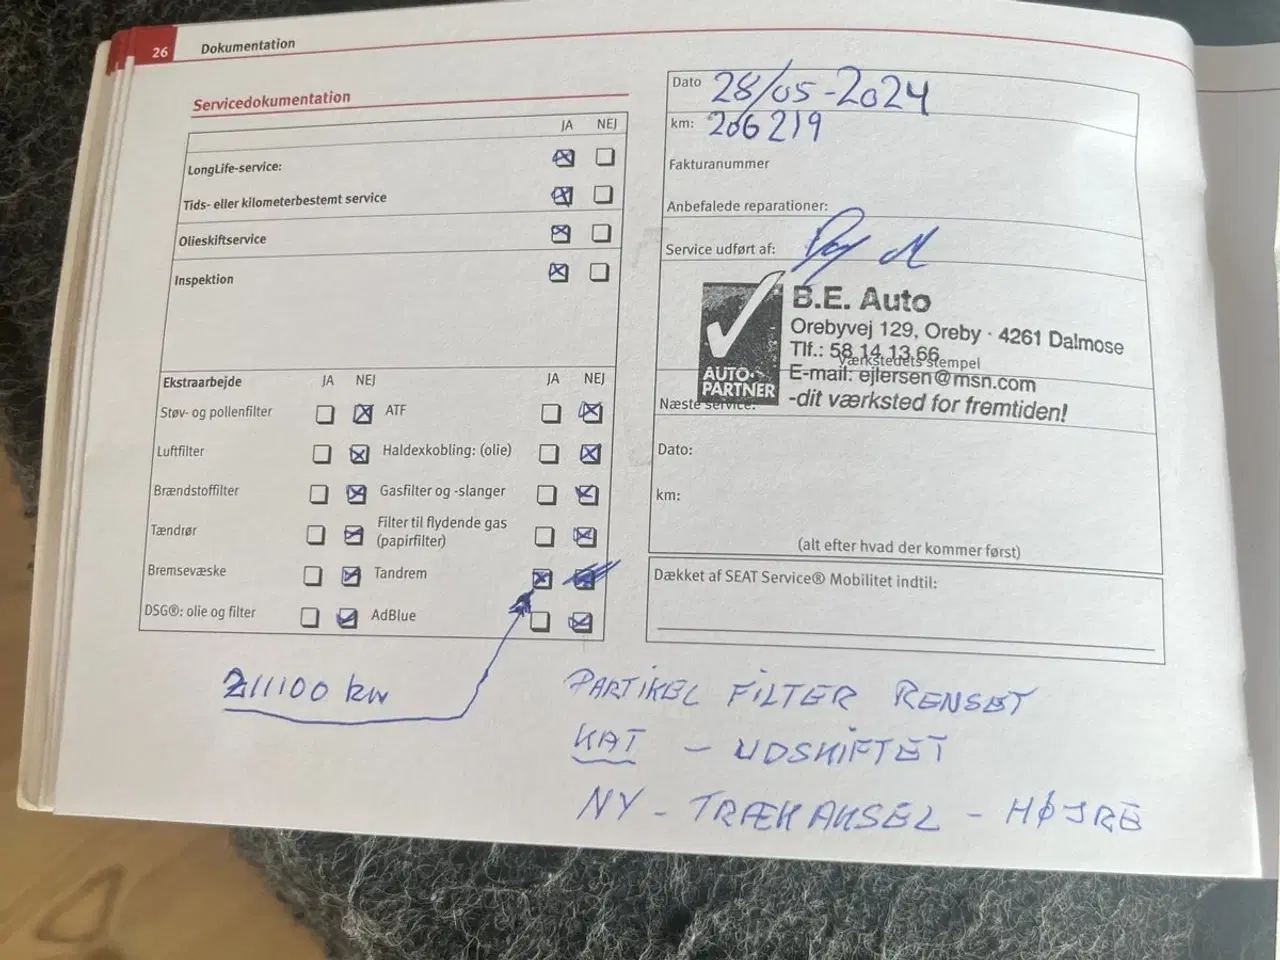 26 Dokumentation
Servicedokumentation
JA NEJ
LongLife-service:
Tids- eller kilometerbestemt service
Olieskiftservice
Inspektion
Ekstraarbejde JA NEJ JA NEJ
Støv- og pollenfilter ATF
Luftfilter Haldexkobling: (olie)
Brændstoffilter Gasfilter og -slanger
Tændrør Filter til flydende gas
(papirfilter)
Bremsevæske Tandrem
DSG®: olie og filter AdBlue
211100 km
Dato 28/05-2024
km: 206219
Fakturanummer
Anbefalede reparationer:
Service udført af:
B.E. Auto
Orebyvej 129, Oreby · 4261 Dalmose
Tlf.: 58 14 13 66
Værkstedets stempel
E-mail: ejlersen@msn.com
AUTO-
PARTNER
-dit værksted for fremtiden!
Næste service:
Dato:
km:
(alt efter hvad der kommer først)
Dækket af SEAT Service® Mobilitet indtil:
PARTIKEL FILTER RENSET
KAT - UDSKIFTET
NY - TRÆKAKSEL - HØJRE